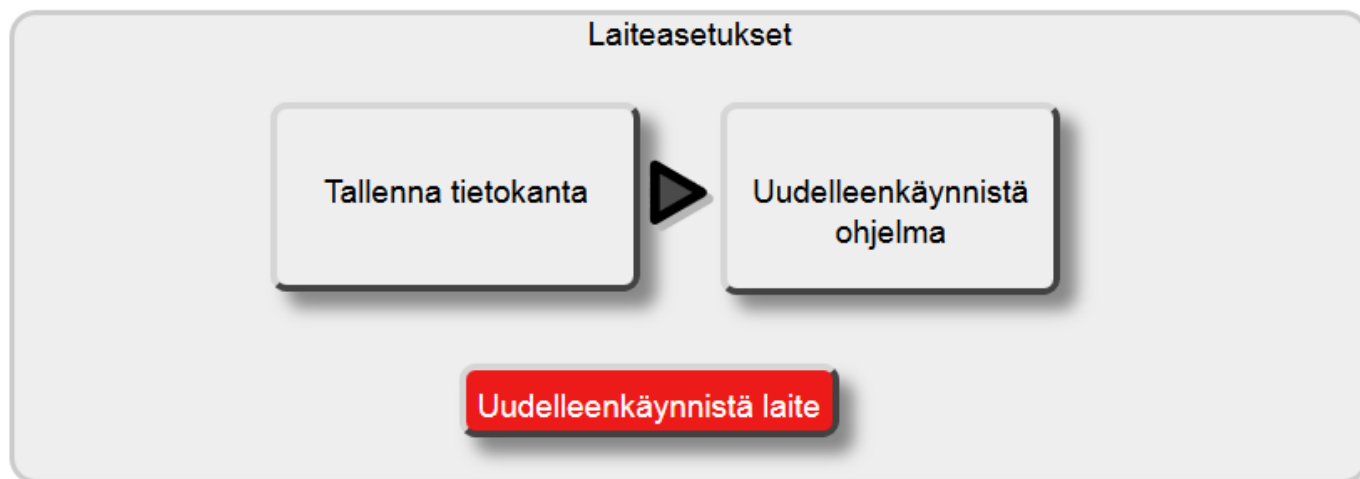 Laiteasetukset
Tallenna tietokanta
Uudelleenkäynnistä
ohjelma
Uudelleenkäynnistä laite